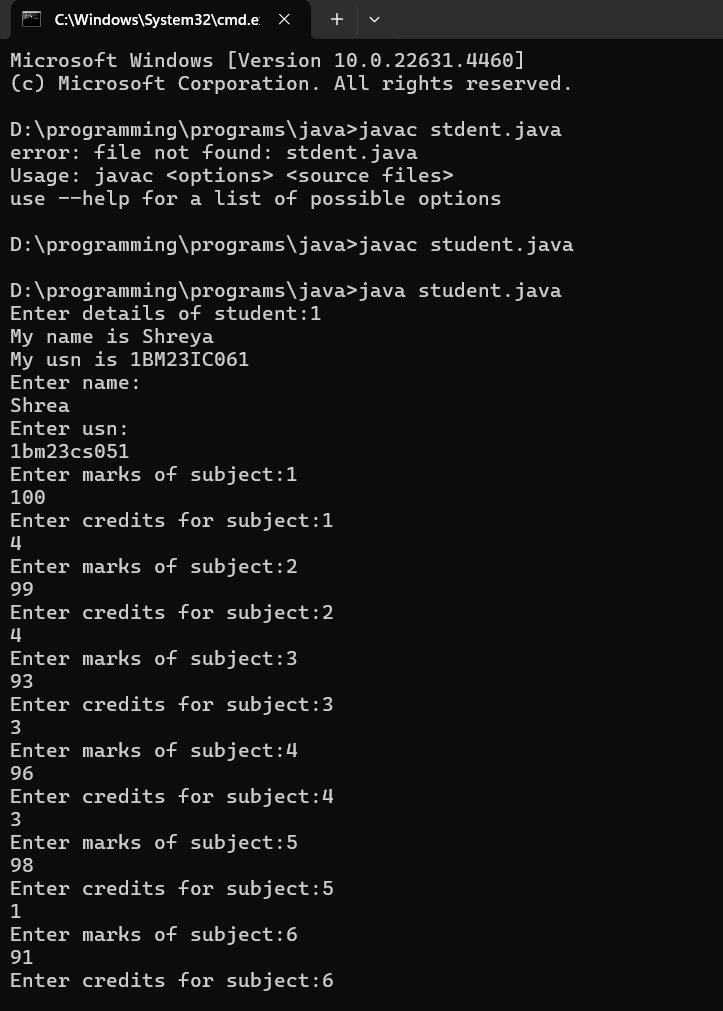 C:\Windows\System32\cmd.e
Microsoft Windows [Version 10.0.22631.4460]
(c) Microsoft Corporation. All rights reserved.
D:\programming\programs\java>javac stdent.java
error: file not found: stdent.java
Usage: javac <options> <source files>
use --help for a list of possible options
D:\programming\programs\java>javac student.java
D:\programming\programs\java>java student.java
Enter details of student:1
My name is Shreya
My usn is 1BM23IC061
Enter name:
Shrea
Enter usn:
1bm23cs051
Enter marks of subject:1
100
Enter credits for subject:1
4
Enter marks of subject:2
99
Enter credits for subject:2
4
Enter marks of subject:3
93
Enter credits for subject:3
3
Enter marks of subject:4
96
Enter credits for subject:4
3
Enter marks of subject:5
98
Enter credits for subject:5
1
Enter marks of subject:6
91
Enter credits for subject:6